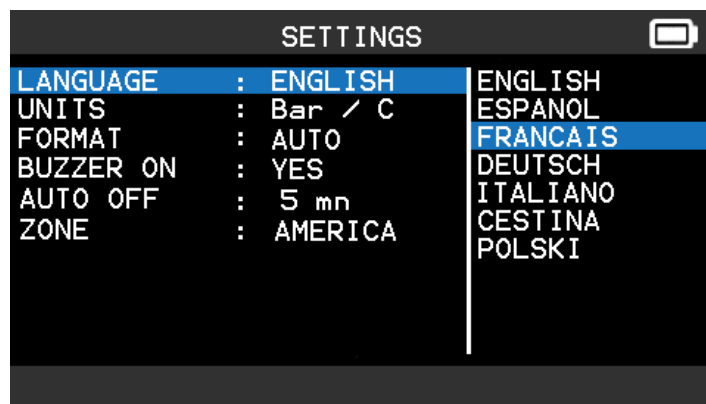 SETTINGS
LANGUAGE : ENGLISH
UNITS : Bar / C
FORMAT : AUTO
BUZZER ON : YES
AUTO OFF : 5 mn
ZONE : AMERICA
ENGLISH
ESPANOL
FRANCAIS
DEUTSCH
ITALIANO
CESTINA
POLSKI